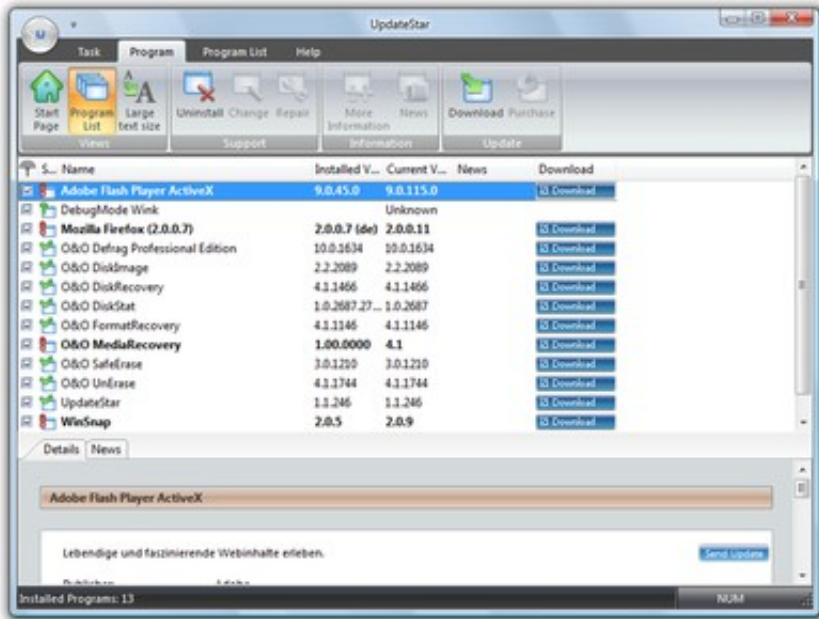 UpdateStar
U
Task Program Program List Help
Start Page Program List Large text size Uninstall Change Repair More Information News Download Purchase
Views Support Information Update
S... Name Installed V... Current V... News Download
Adobe Flash Player ActiveX 9.0.45.0 9.0.115.0 Download
DebugMode Wink Unknown
Mozilla Firefox (2.0.0.7) 2.0.0.7 (de) 2.0.0.11 Download
O&O Defrag Professional Edition 10.0.1634 10.0.1634 Download
O&O DiskImage 2.2.2089 2.2.2089 Download
O&O DiskRecovery 4.1.1466 4.1.1466 Download
O&O DiskStat 1.0.2687.27... 1.0.2687 Download
O&O FormatRecovery 4.1.1146 4.1.1146 Download
O&O MediaRecovery 1.00.0000 4.1 Download
O&O SafeErase 3.0.1210 3.0.1210 Download
O&O UnErase 4.1.1744 4.1.1744 Download
UpdateStar 1.1.246 1.1.246 Download
WinSnap 2.0.5 2.0.9 Download
Details News
Adobe Flash Player ActiveX
Lebendige und faszinierende Webinhalte erleben. Send Update
Installed Programs: 13 NUM